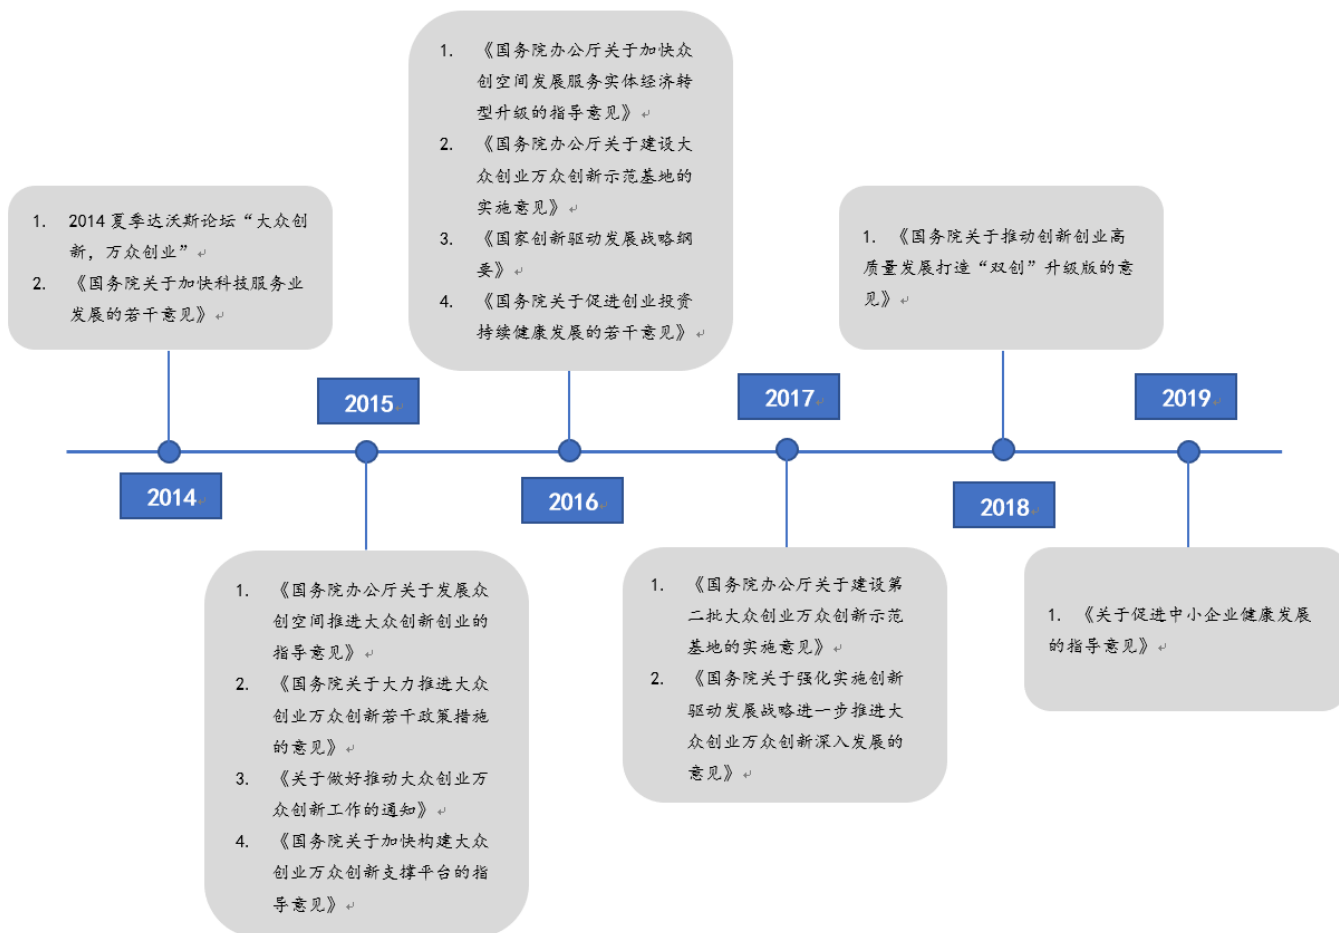 1. 2014夏季达沃斯论坛“大众创
新，万众创业”
2. 《国务院关于加快科技服务业
发展的若干意见》
2014
2015
1. 《国务院办公厅关于发展众
创空间推进大众创新创业的
指导意见》
2. 《国务院关于大力推进大众
创业万众创新若干政策措施
的意见》
3. 《关于做好推动大众创业万
众创新工作的通知》
4. 《国务院关于加快构建大众
创业万众创新支撑平台的指
导意见》
1. 《国务院办公厅关于加快众
创空间发展服务实体经济转
型升级的指导意见》
2. 《国务院办公厅关于建设大
众创业万众创新示范基地的
实施意见》
3. 《国家创新驱动发展战略纲
要》
4. 《国务院关于促进创业投资
持续健康发展的若干意见》
2016
2017
1. 《国务院办公厅关于建设第
二批大众创业万众创新示范
基地的实施意见》
2. 《国务院关于强化实施创新
驱动发展战略进一步推进大
众创业万众创新深入发展的
意见》
1. 《国务院关于推动创新创业高
质量发展打造“双创”升级版的意
见》
2018
2019
1. 《关于促进中小企业健康发展
的指导意见》